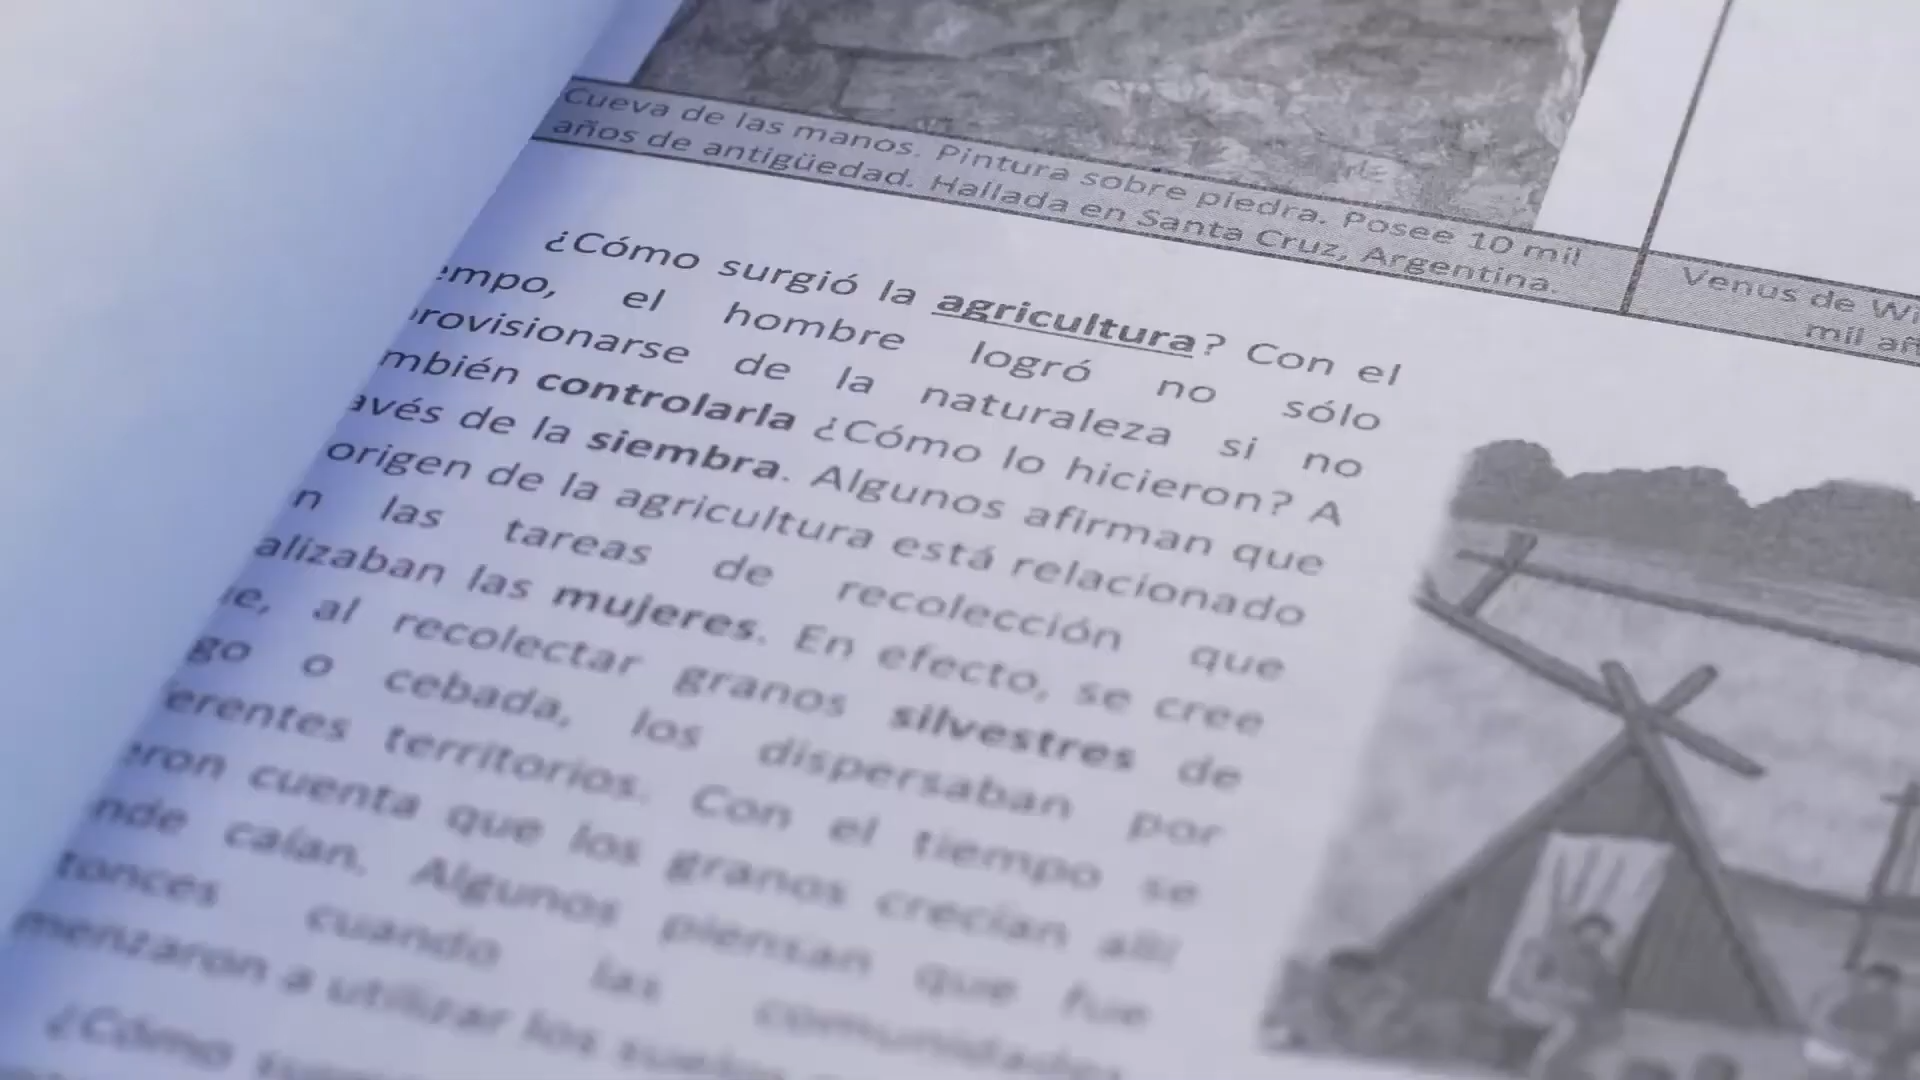 Cueva de las manos. Pintura sobre piedra. Posee 10 mil
años de antigüedad. Hallada en Santa Cruz, Argentina.
Venus de Wi
mil añ
¿Cómo surgió la agricultura? Con el
empo, el hombre logró no sólo
rovisionarse de la naturaleza si no
mbién controlarla ¿Cómo lo hicieron? A
avés de la siembra. Algunos afirman que
origen de la agricultura está relacionado
n las tareas de recolección que
alizaban las mujeres. En efecto, se cree
ue, al recolectar granos silvestres de
go o cebada, los dispersaban por
erentes territorios. Con el tiempo se
eron cuenta que los granos crecían allí
nde caían. Algunos piensan que fue
tonces cuando las comunidades
menzaron a utilizar los suelos
¿Cómo